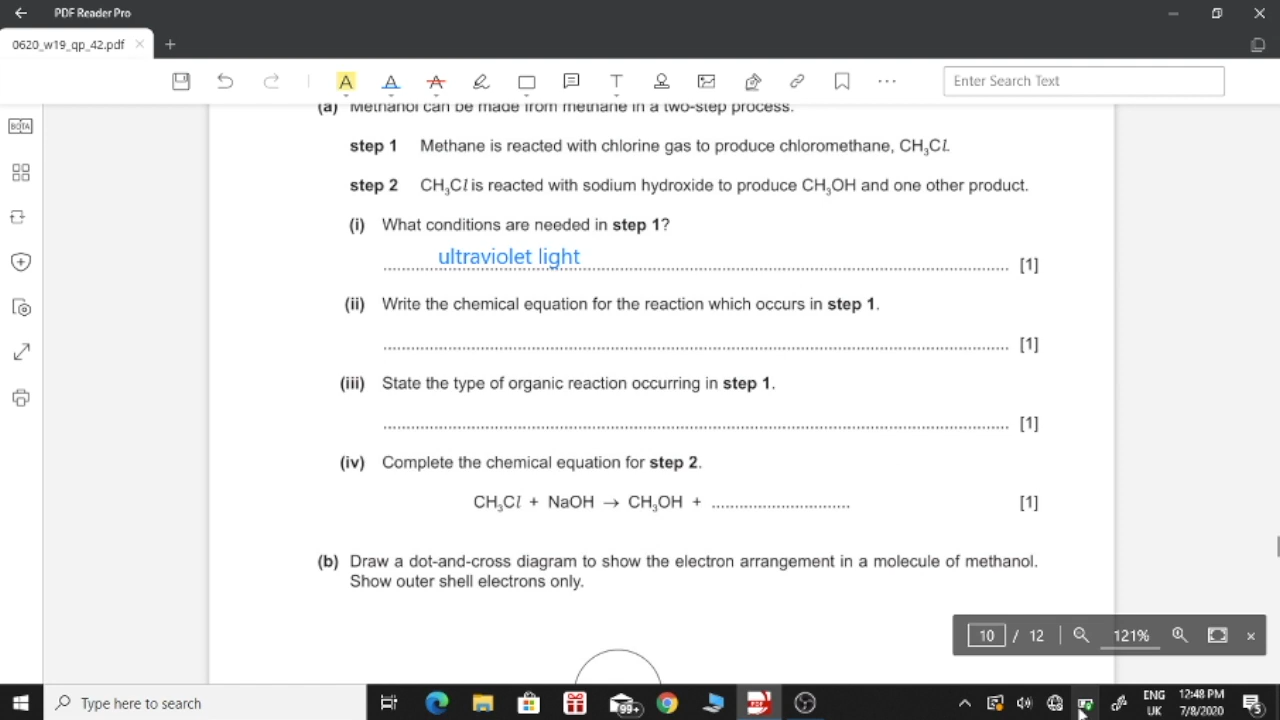 PDF Reader Pro
0620_w19_qp_42.pdf
Enter Search Text
BOTA
(a) Methanol can be made from methane in a two-step process.
step 1 Methane is reacted with chlorine gas to produce chloromethane, CH₃Cl.
step 2 CH₃Cl is reacted with sodium hydroxide to produce CH₃OH and one other product.
(i) What conditions are needed in step 1?
ultraviolet light [1]
(ii) Write the chemical equation for the reaction which occurs in step 1.
[1]
(iii) State the type of organic reaction occurring in step 1.
[1]
(iv) Complete the chemical equation for step 2.
CH₃Cl + NaOH → CH₃OH + .............................. [1]
(b) Draw a dot-and-cross diagram to show the electron arrangement in a molecule of methanol.
Show outer shell electrons only.
10 / 12 121%
Type here to search
99+
PDF
ENG 12:48 PM
UK 7/8/2020
5